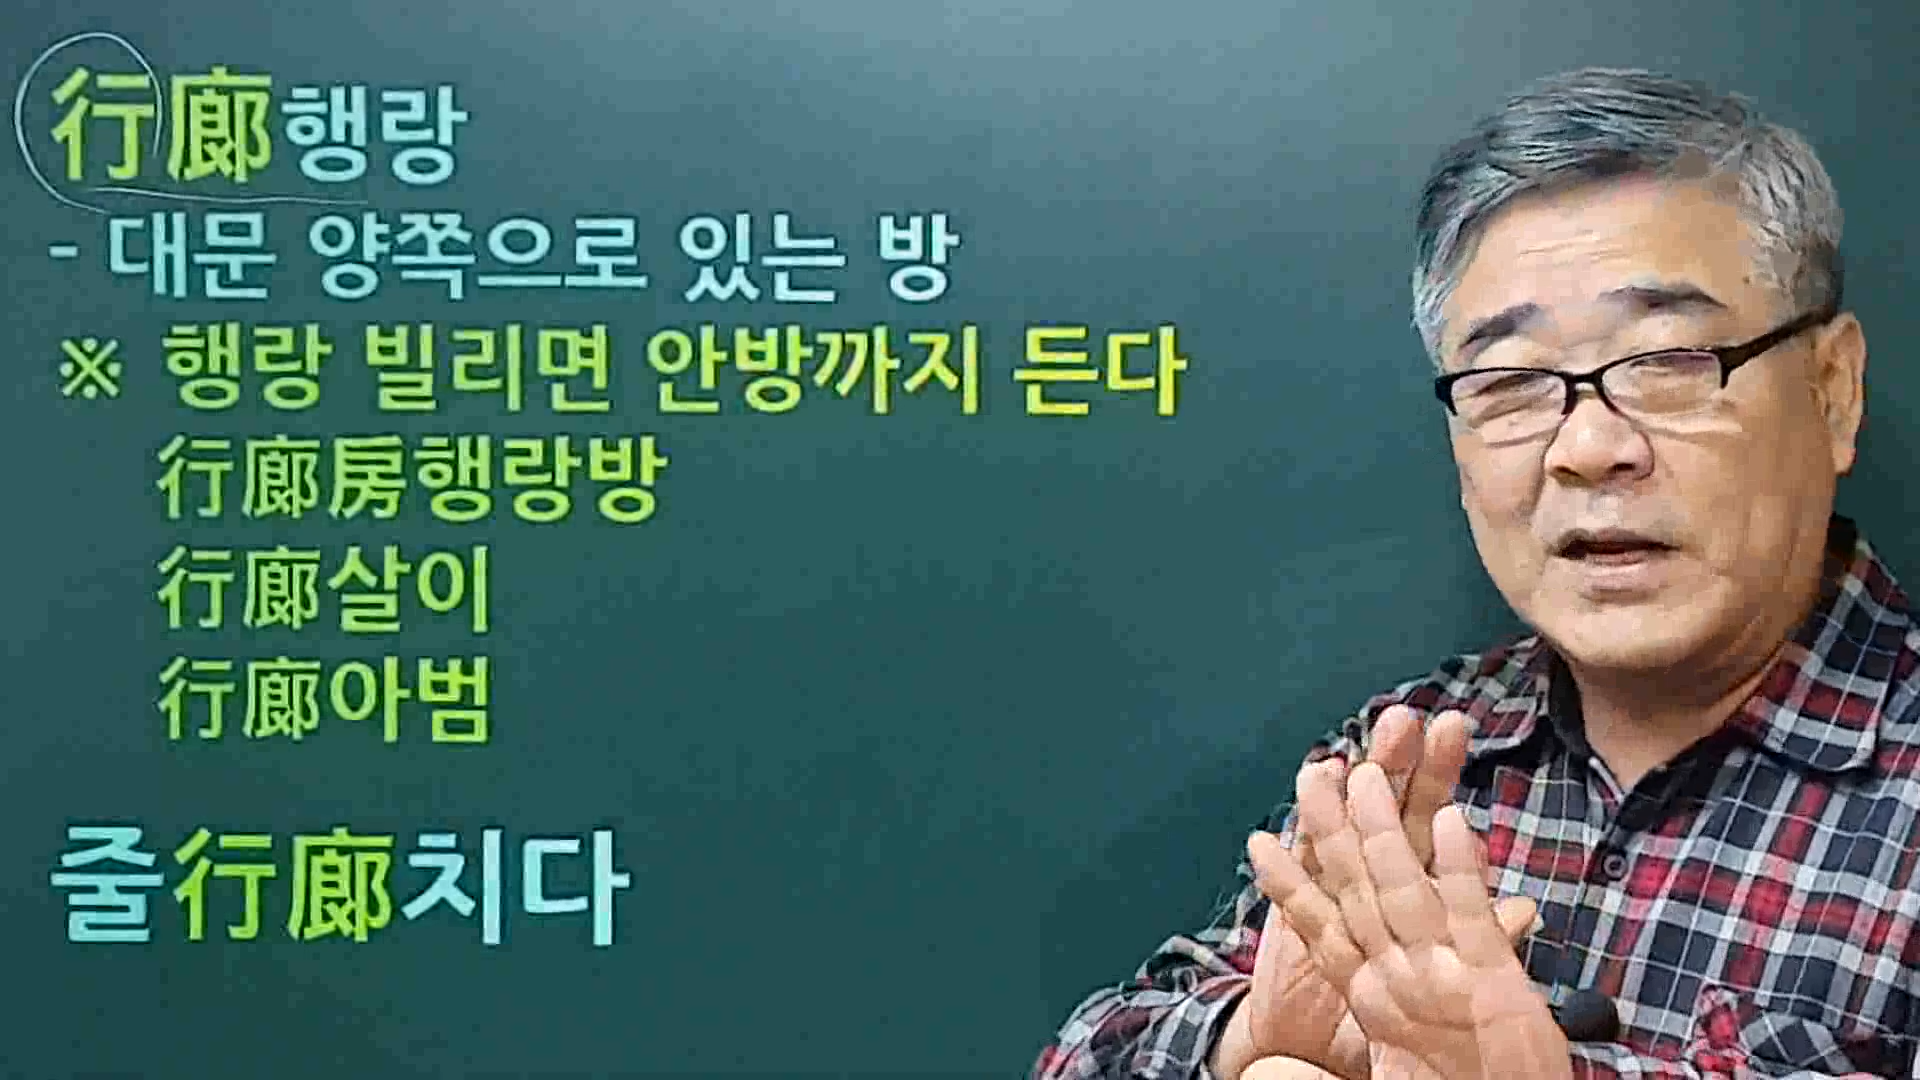 行廊행랑
- 대문 양쪽으로 있는 방
※ 행랑 빌리면 안방까지 든다
行廊房행랑방
行廊살이
行廊아범
줄行廊치다